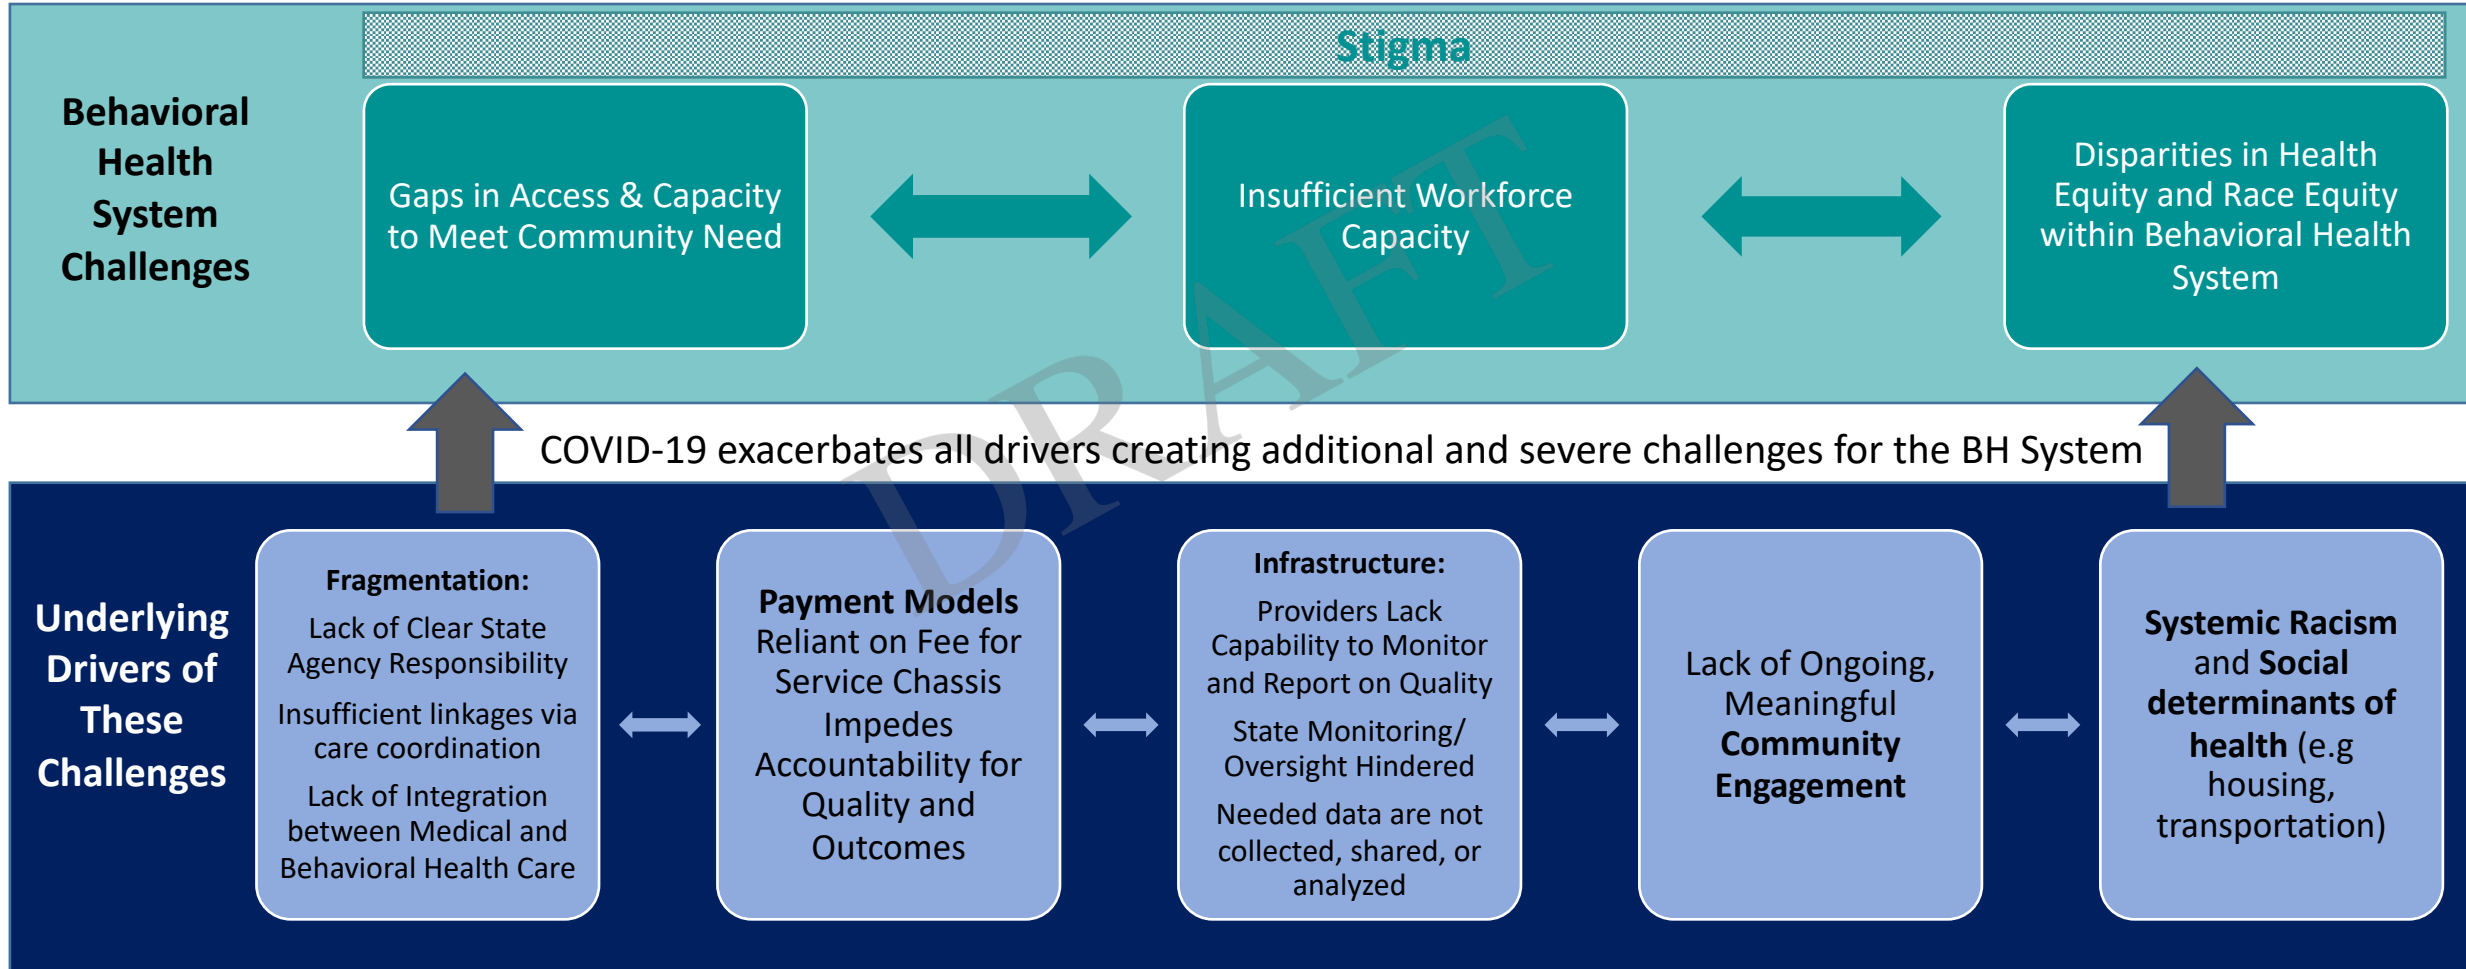 Stigma
Behavioral
Health
System
Challenges
Gaps in Access & Capacity
to Meet Community Need
Insufficient Workforce
Capacity
Disparities in Health
Equity and Race Equity
within Behavioral Health
System
DRAFT
COVID-19 exacerbates all drivers creating additional and severe challenges for the BH System
Underlying
Drivers of
These
Challenges
Fragmentation:
Lack of Clear State
Agency Responsibility
Insufficient linkages via
care coordination
Lack of Integration
between Medical and
Behavioral Health Care
Payment Models
Reliant on Fee for
Service Chassis
Impedes
Accountability for
Quality and
Outcomes
Infrastructure:
Providers Lack
Capability to Monitor
and Report on Quality
State Monitoring/
Oversight Hindered
Needed data are not
collected, shared, or
analyzed
Lack of Ongoing,
Meaningful
Community
Engagement
Systemic Racism
and Social
determinants of
health (e.g
housing,
transportation)